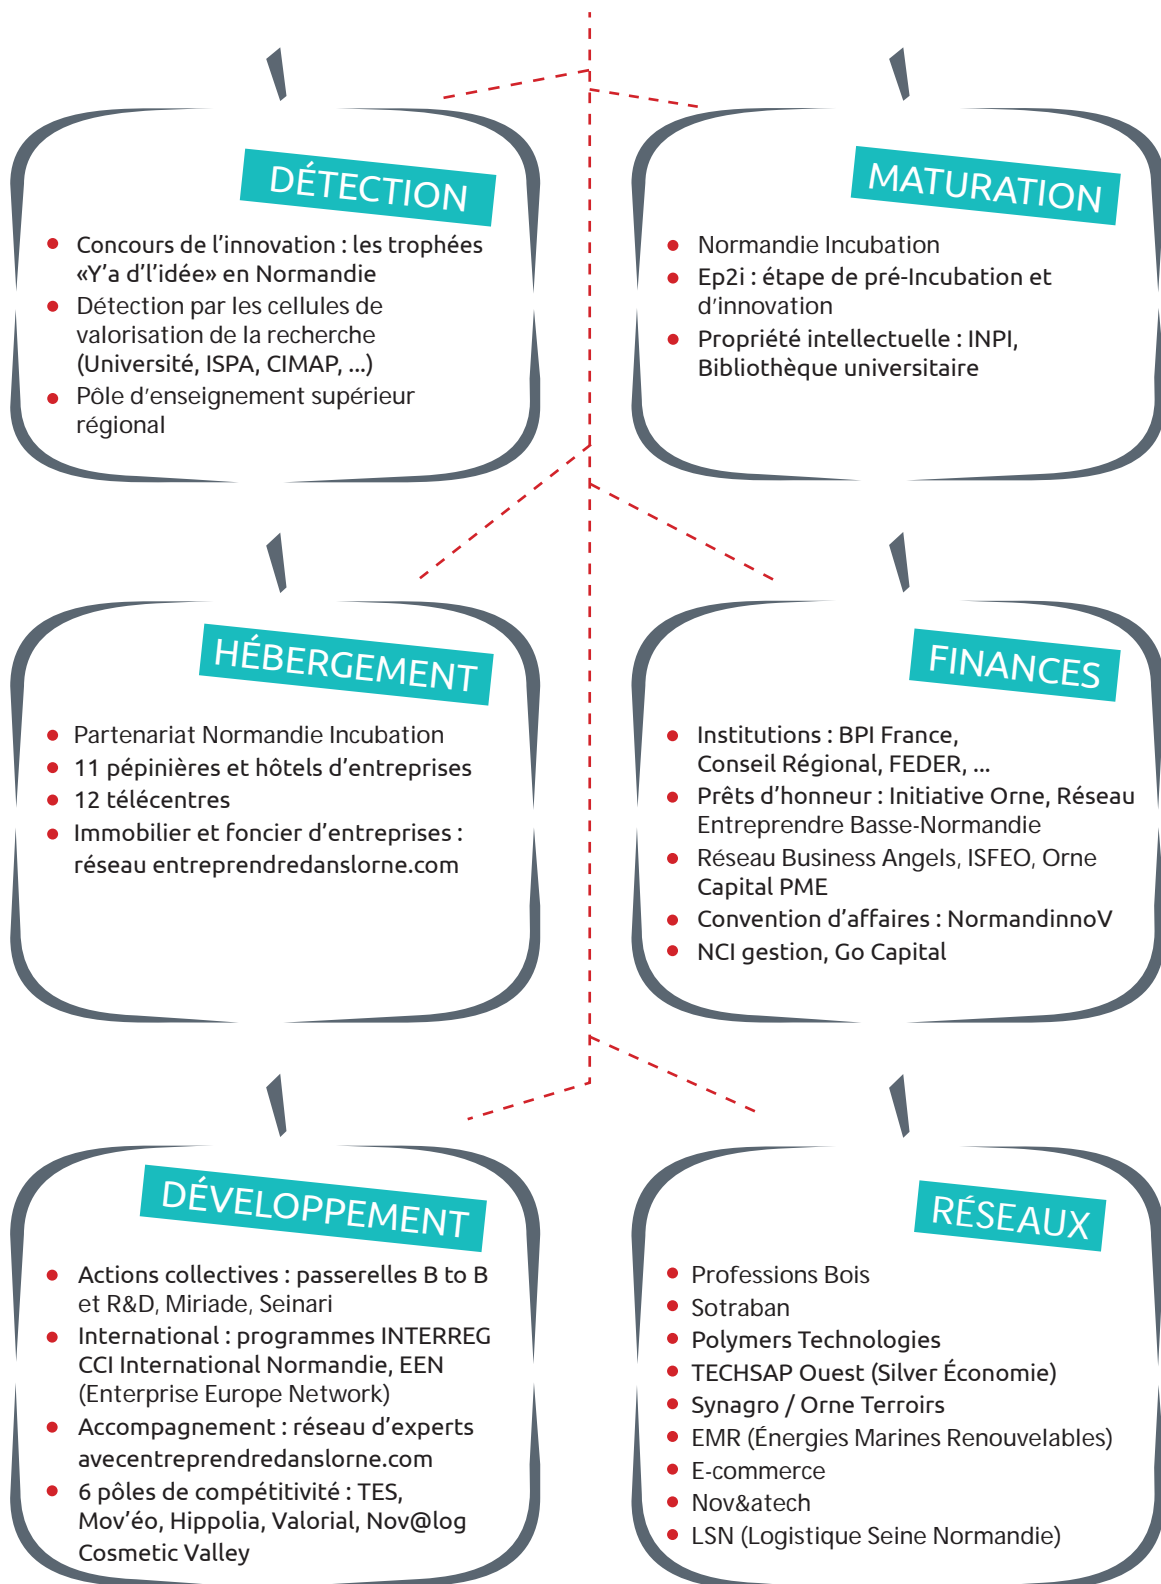 DÉTECTION
Concours de l'innovation : les trophées
«Y'a d'l'idée» en Normandie
Détection par les cellules de
valorisation de la recherche
(Université, ISPA, CIMAP, ...)
Pôle d'enseignement supérieur
régional
MATURATION
Normandie Incubation
Ep2i : étape de pré-Incubation et
d'innovation
Propriété intellectuelle : INPI,
Bibliothèque universitaire
HÉBERGEMENT
Partenariat Normandie Incubation
11 pépinières et hôtels d'entreprises
12 télécentres
Immobilier et foncier d'entreprises :
réseau entreprendredanslorne.com
FINANCES
Institutions : BPI France,
Conseil Régional, FEDER, ...
Prêts d'honneur : Initiative Orne, Réseau
Entreprendre Basse-Normandie
Réseau Business Angels, ISFEO, Orne
Capital PME
Convention d'affaires : NormandinnoV
NCI gestion, Go Capital
DÉVELOPPEMENT
Actions collectives : passerelles B to B
et R&D, Miriade, Seinari
International : programmes INTERREG
CCI International Normandie, EEN
(Enterprise Europe Network)
Accompagnement : réseau d'experts
avecentreprendredanslorne.com
6 pôles de compétitivité : TES,
Mov'éo, Hippolia, Valorial, Nov@log
Cosmetic Valley
RÉSEAUX
Professions Bois
Sotraban
Polymers Technologies
TECHSAP Ouest (Silver Économie)
Synagro / Orne Terroirs
EMR (Énergies Marines Renouvelables)
E-commerce
Nov&atech
LSN (Logistique Seine Normandie)